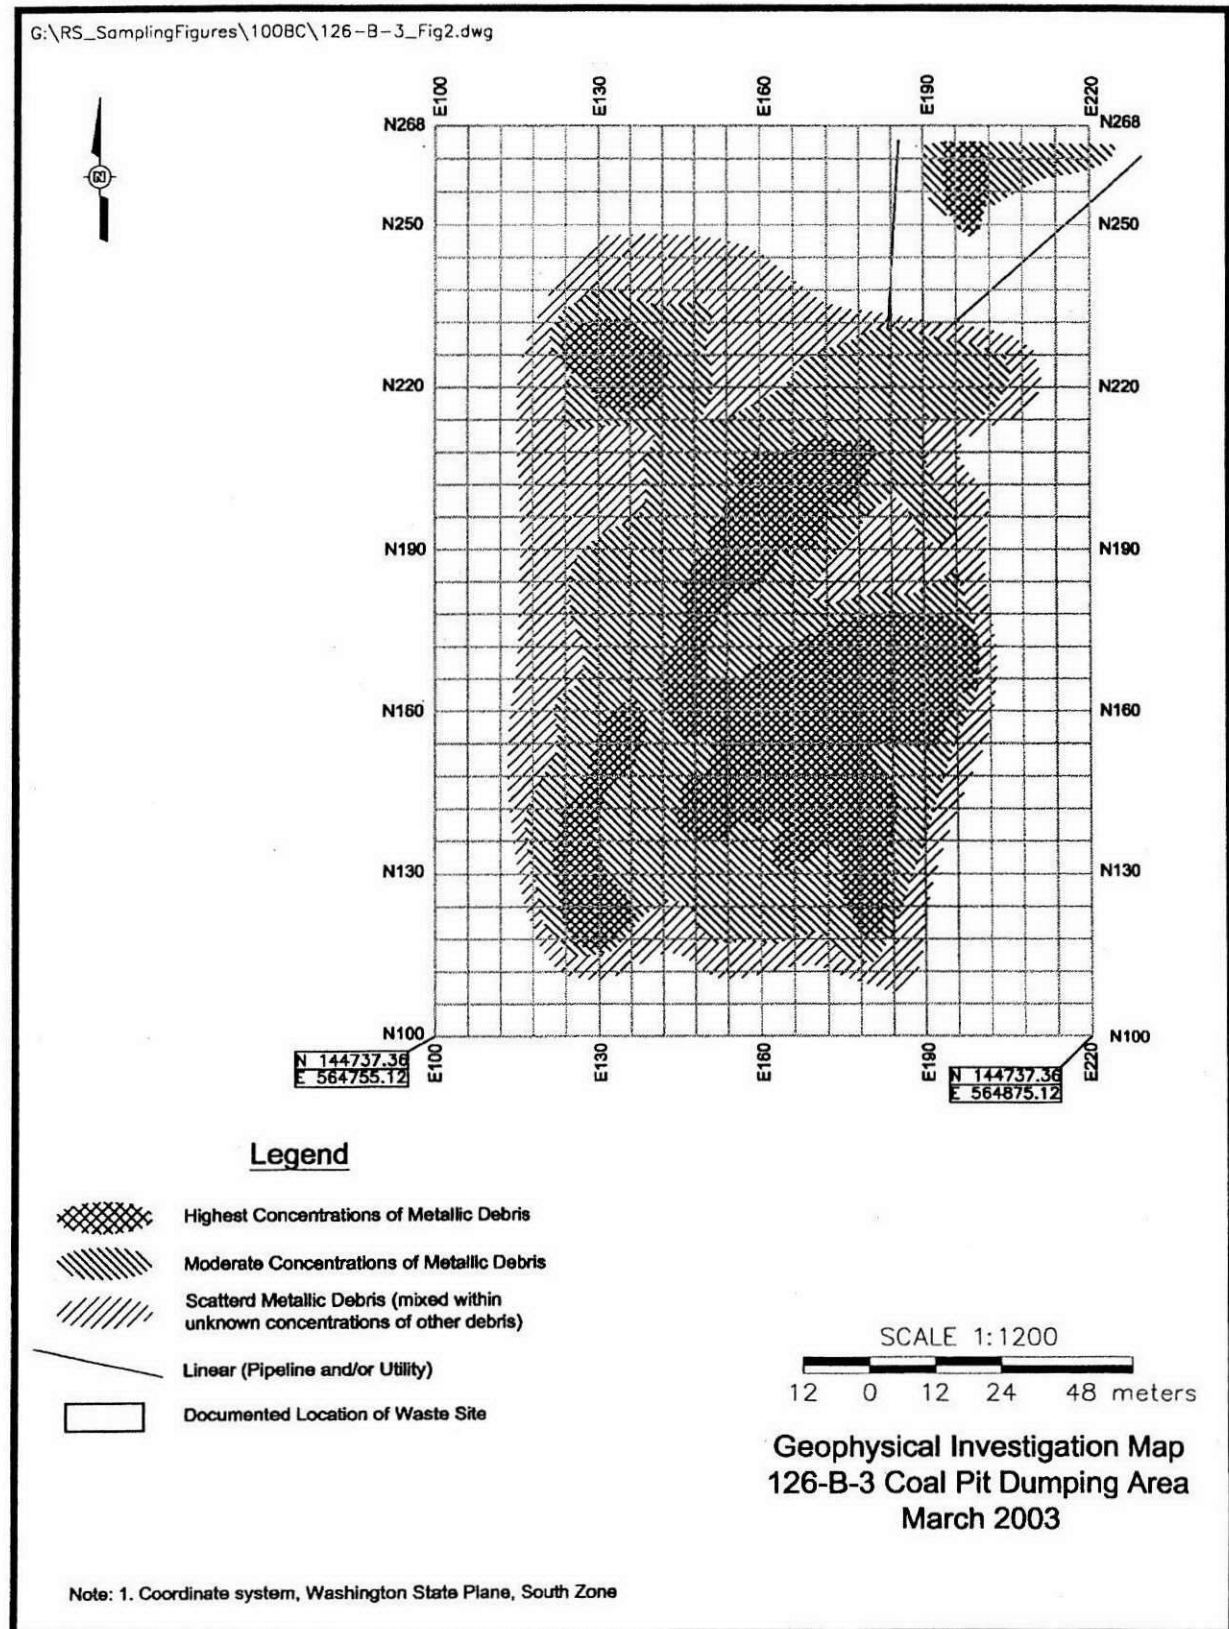 G:\RS_SamplingFigures\100BC\126-B-3_Fig2.dwg
E100 E130 E160 E190 E220
N268 N268
N
N250 N250
N220 N220
N190 N190
N160 N160
N130 N130
N100 N100
E100 E130 E160 E190 E220
N 144737.36
E 564755.12
N 144737.36
E 564875.12
Legend
Highest Concentrations of Metallic Debris
Moderate Concentrations of Metallic Debris
Scatterd Metallic Debris (mixed within
unknown concentrations of other debris)
Linear (Pipeline and/or Utility)
Documented Location of Waste Site
SCALE 1:1200
12 0 12 24 48 meters
Geophysical Investigation Map
126-B-3 Coal Pit Dumping Area
March 2003
Note: 1. Coordinate system, Washington State Plane, South Zone